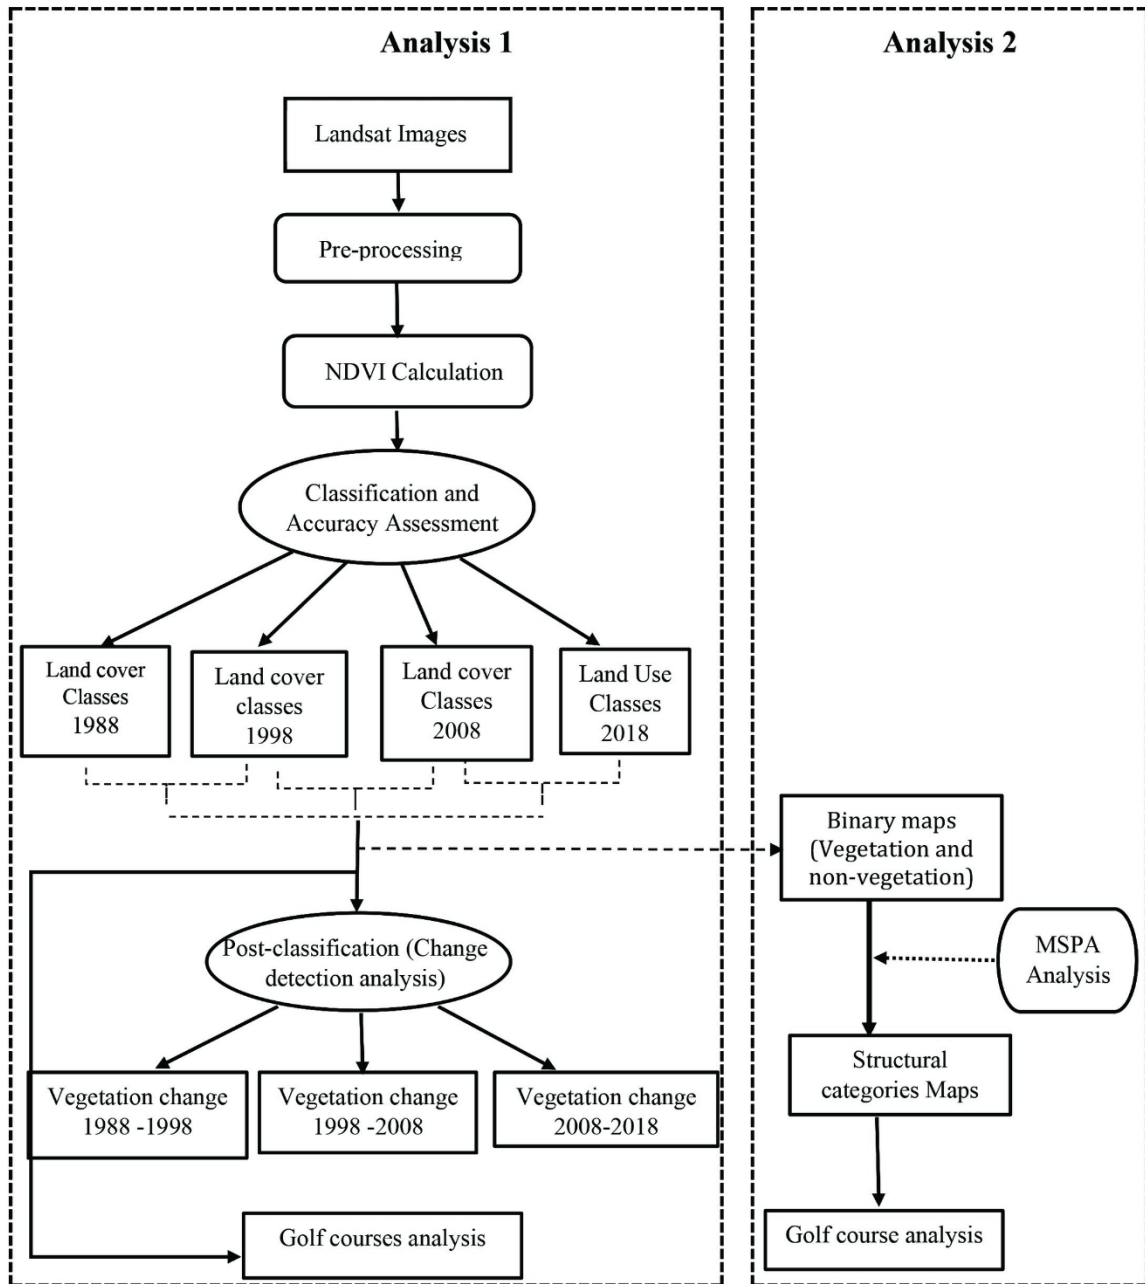 Analysis 1
Landsat Images
Pre-processing
NDVI Calculation
Classification and
Accuracy Assessment
Land cover
Classes
1988
Land cover
classes
1998
Land cover
Classes
2008
Land Use
Classes
2018
Post-classification (Change
detection analysis)
Vegetation change
1988 -1998
Vegetation change
1998 -2008
Vegetation change
2008-2018
Golf courses analysis
Analysis 2
Binary maps
(Vegetation and
non-vegetation)
MSPA
Analysis
Structural
categories Maps
Golf course analysis